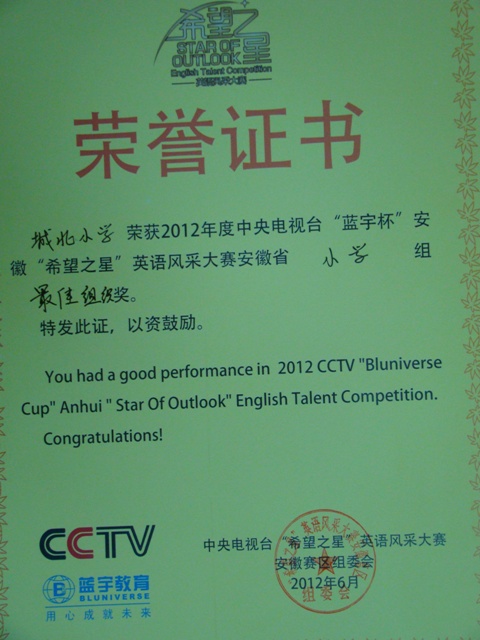 希望之星
STAR OF
OUTLOOK
English Talent Competition
英语风采大赛
荣誉证书
城北小学 荣获2012年度中央电视台“蓝宇杯”安
徽“希望之星”英语风采大赛安徽省 小学 组
最佳组织奖。
特发此证，以资鼓励。
You had a good performance in 2012 CCTV "Bluniverse
Cup" Anhui " Star Of Outlook" English Talent Competition.
Congratulations!
CCTV
蓝宇教育
BLUNIVERSE
用心成就未来
中央电视台“希望之星”英语风采大赛
安徽赛区组委会
2012年6月
组委会